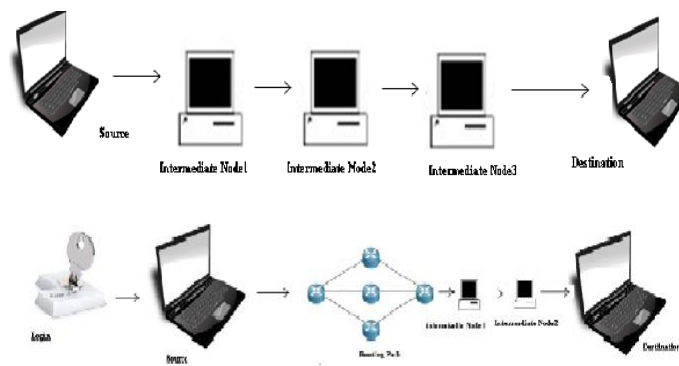 Source
Intermediate Node1
Intermediate Node2
Intermediate Node3
Destination
Login
Source
Routing Path
Intermediate Node1
Intermediate Node2
Destination